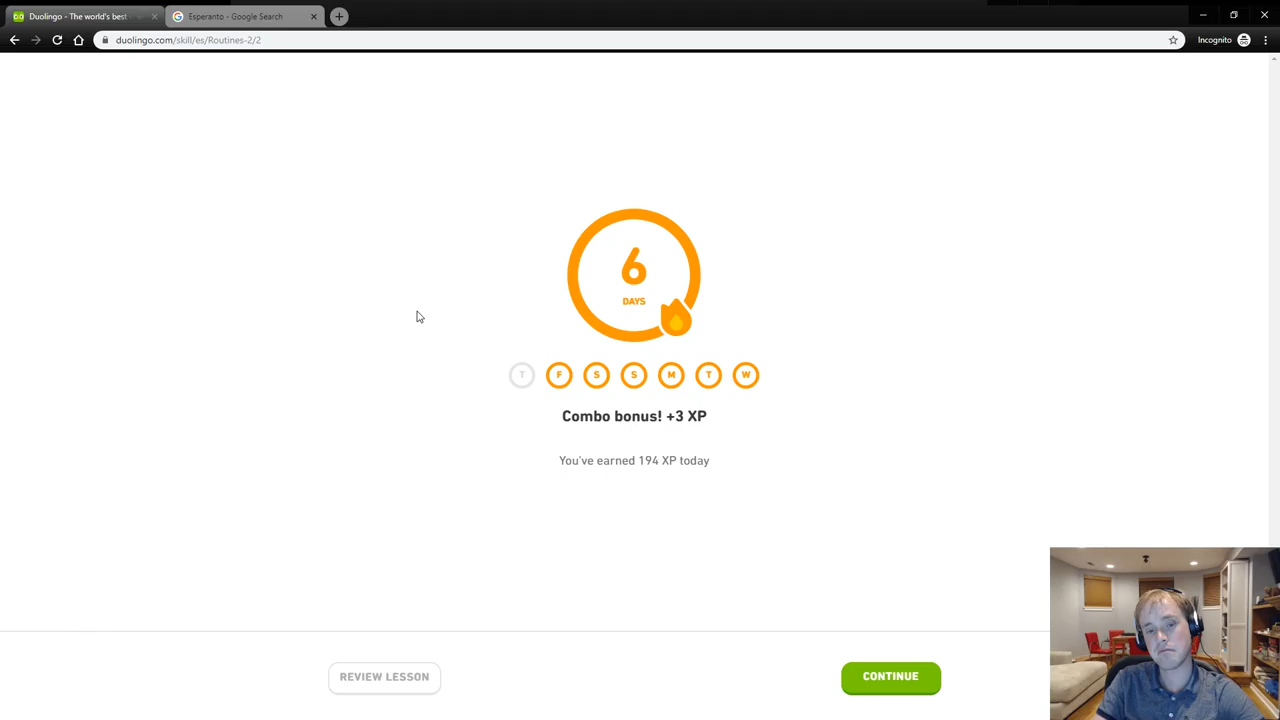 Duolingo - The world's best
Esperanto - Google Search
duolingo.com/skill/es/Routines-2/2
Incognito
6
DAYS
T F S S M T W
Combo bonus! +3 XP
You've earned 194 XP today
REVIEW LESSON
CONTINUE